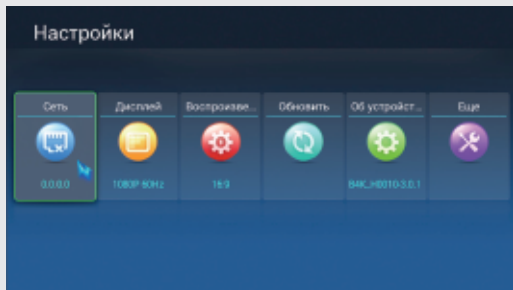 Настройки
Сеть
Дисплей
Воспроизве...
Обновить
Об устройст...
Еще
0.0.0.0
1080P 60Hz
16:9
B4K_H0010-3.0.1